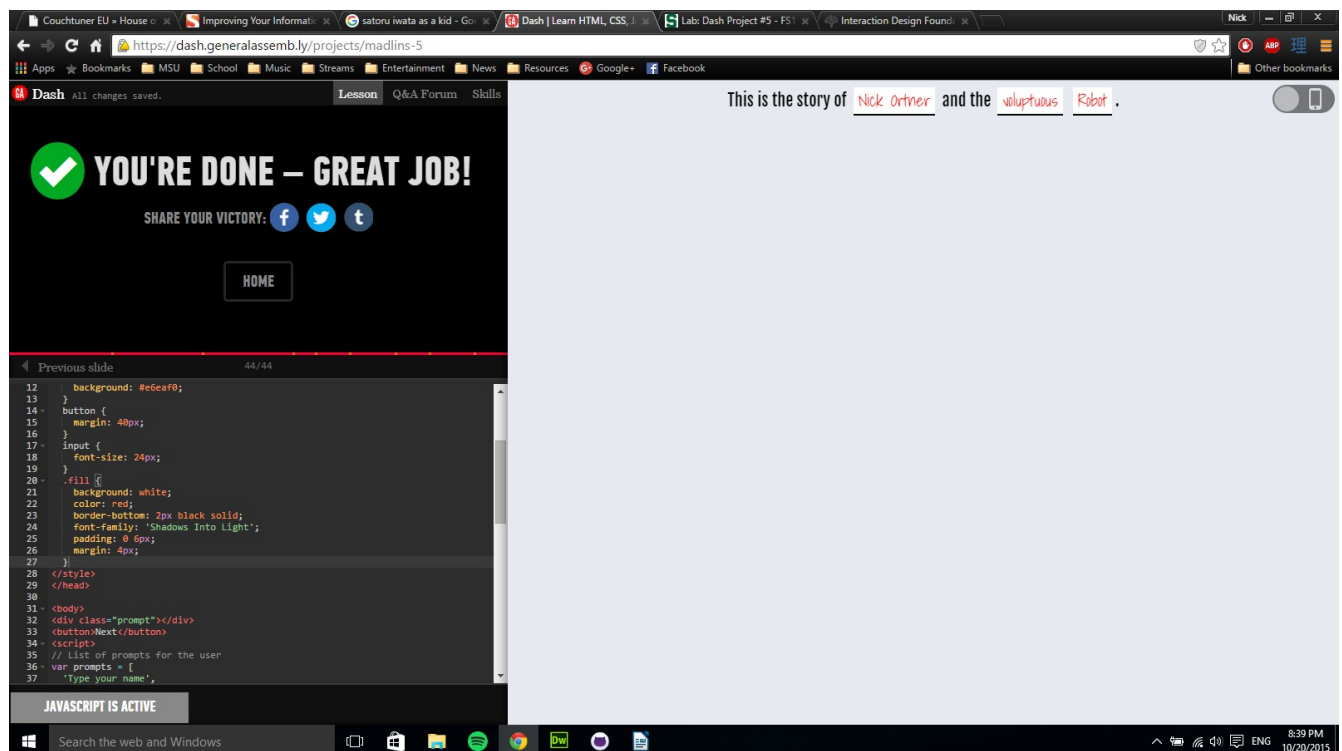 Couchtuner EU » House o
Improving Your Informatic
satoru iwata as a kid - Goo
Dash | Learn HTML, CSS, J
Lab: Dash Project #5 - FS1
Interaction Design Found
Nick
https://dash.generalassemb.ly/projects/madlins-5
ABP 理
Apps Bookmarks MSU School Music Streams Entertainment News Resources Google+ Facebook Other bookmarks
GA Dash All changes saved. Lesson Q&A Forum Skills
This is the story of Nick Ortner and the voluptuous Robot .
YOU'RE DONE — GREAT JOB!
SHARE YOUR VICTORY: f t
HOME
Previous slide 44/44
12 background: #e6eaf0;
13 }
14 button {
15 margin: 40px;
16 }
17 input {
18 font-size: 24px;
19 }
20 .fill {
21 background: white;
22 color: red;
23 border-bottom: 2px black solid;
24 font-family: 'Shadows Into Light';
25 padding: 0 6px;
26 margin: 4px;
27 }
28 </style>
29 </head>
30
31 <body>
32 <div class="prompt"></div>
33 <button>Next</button>
34 <script>
35 // List of prompts for the user
36 var prompts = [
37 'Type your name',
JAVASCRIPT IS ACTIVE
Search the web and Windows
Dw
ENG
8:39 PM
10/20/2015